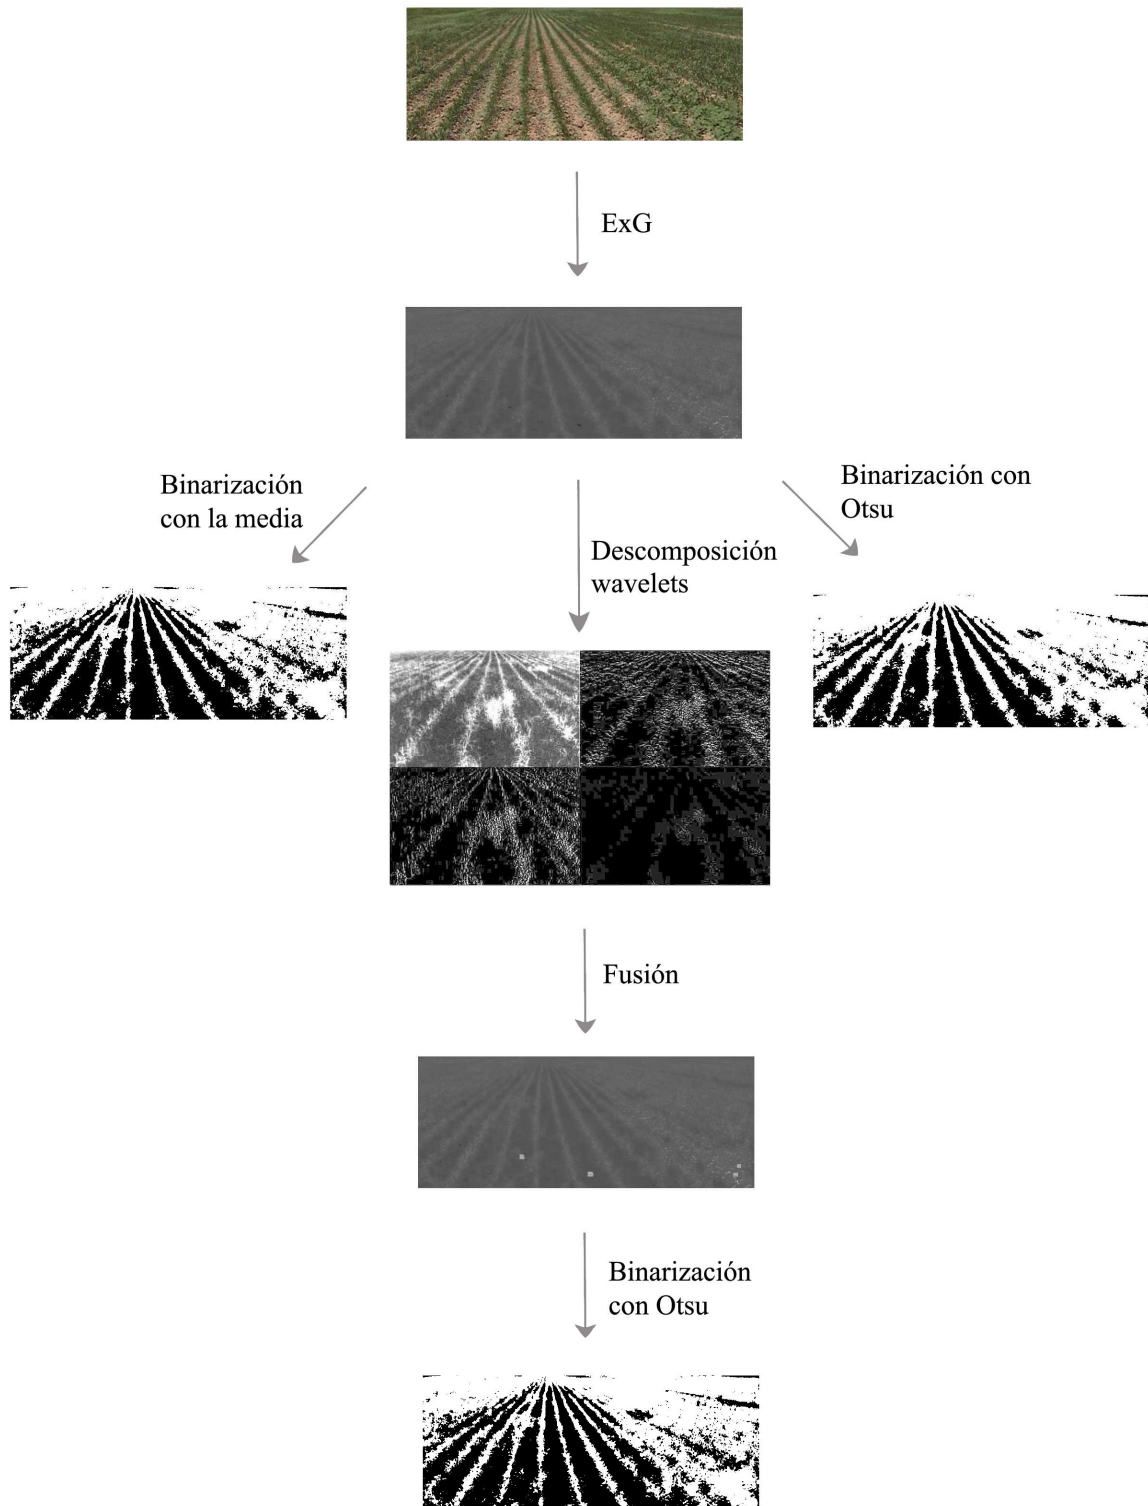 ExG
Binarización
con la media
Binarización con
Otsu
Descomposición
wavelets
Fusión
Binarización
con Otsu